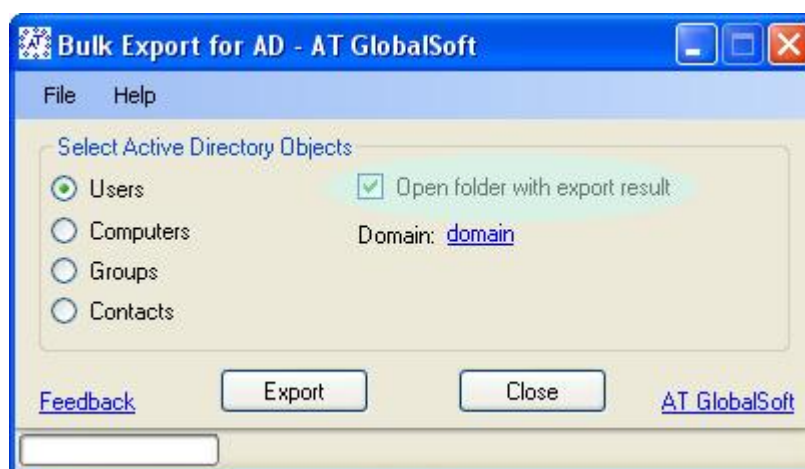 AT Bulk Export for AD - AT GlobalSoft
File Help
Select Active Directory Objects
Users
Open folder with export result
Computers
Domain: domain
Groups
Contacts
Feedback Export Close AT GlobalSoft